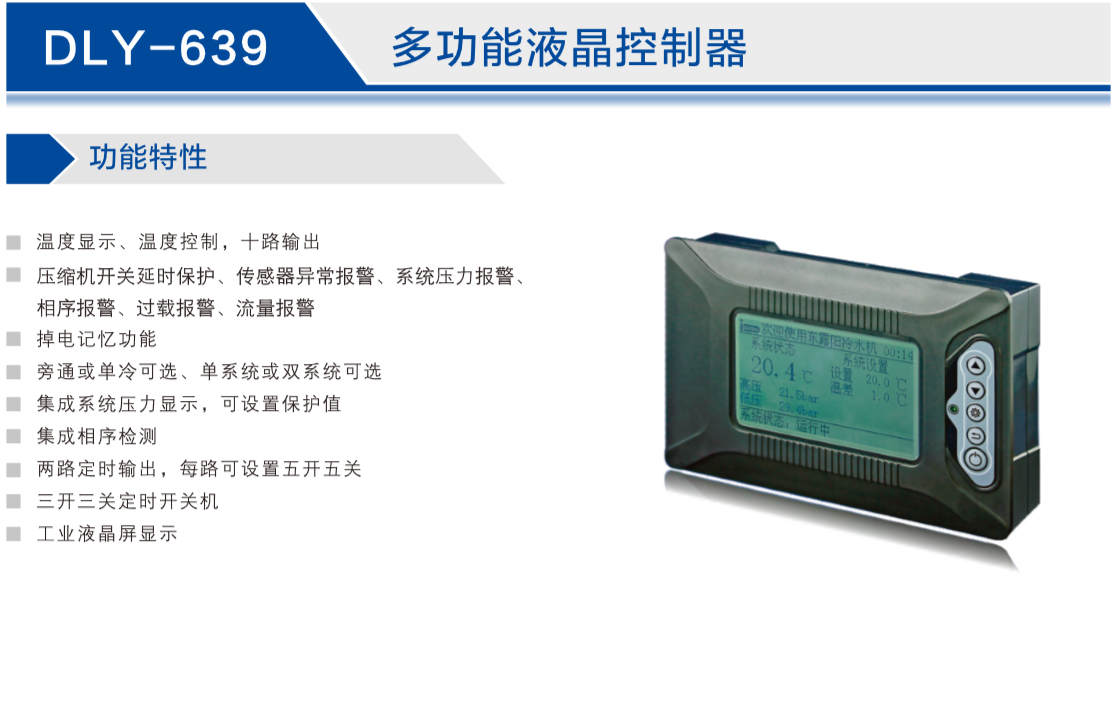 DLY-639
多功能液晶控制器
功能特性
温度显示、温度控制，十路输出
压缩机开关延时保护、传感器异常报警、系统压力报警、
相序报警、过载报警、流量报警
掉电记忆功能
旁通或单冷可选、单系统或双系统可选
集成系统压力显示，可设置保护值
集成相序检测
两路定时输出，每路可设置五开五关
三开三关定时开关机
工业液晶屏显示
欢迎使用东露阳冷水机 00:14
系统状态 系统设置
20.4℃ 设置 20.0℃
高压 21.5bar 温差 1.0℃
低压 29.4bar
系统状态：运行中